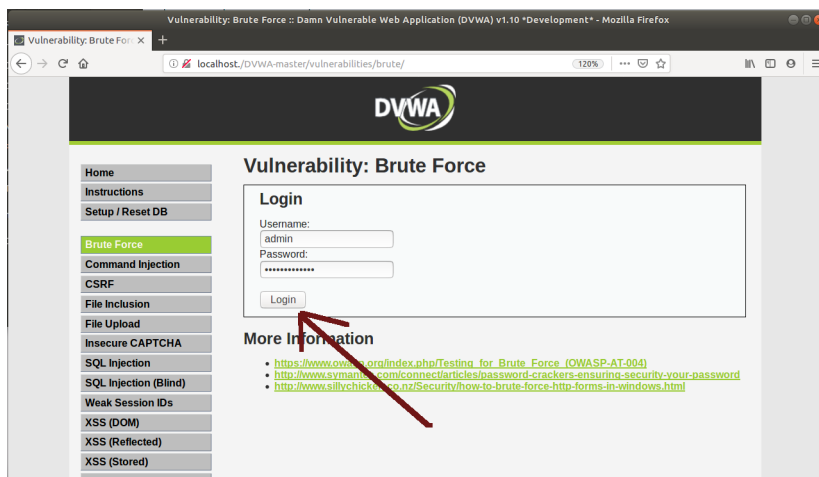 Vulnerability: Brute Force :: Damn Vulnerable Web Application (DVWA) v1.10 *Development* - Mozilla Firefox
Vulnerability: Brute For
localhost./DVWA-master/vulnerabilities/brute/
120%
DVWA
Home
Instructions
Setup / Reset DB
Brute Force
Command Injection
CSRF
File Inclusion
File Upload
Insecure CAPTCHA
SQL Injection
SQL Injection (Blind)
Weak Session IDs
XSS (DOM)
XSS (Reflected)
XSS (Stored)
Vulnerability: Brute Force
Login
Username:
admin
Password:
•••••••••••••
Login
More Information
https://www.owasp.org/index.php/Testing_for_Brute_Force_(OWASP-AT-004)
http://www.symantec.com/connect/articles/password-crackers-ensuring-security-your-password
http://www.sillychicken.co.nz/Security/how-to-brute-force-http-forms-in-windows.html